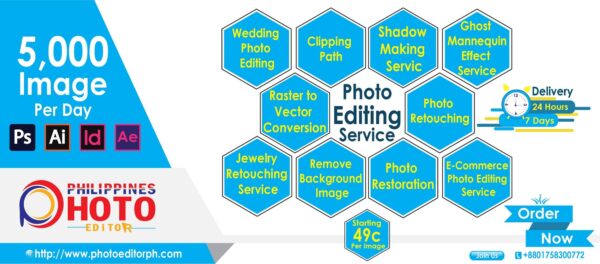 5,000
Image
Per Day
Ps Ai Id Ae
PHILIPPINES
PHOTO
EDITOR
http://www.photoeditorph.com
Wedding
Photo
Editing
Clipping
Path
Shadow
Making
Servic
Ghost
Mannequin
Effect
Service
Raster to
Vector
Conversion
Photo
Editing
Service
Photo
Retouching
Jewelry
Retouching
Service
Remove
Background
Image
Photo
Restoration
E-Commerce
Photo Editing
Service
Starting
49c
Per Image
Delivery
24 Hours
7 Days
Order
Now
Join Us
+8801758300772